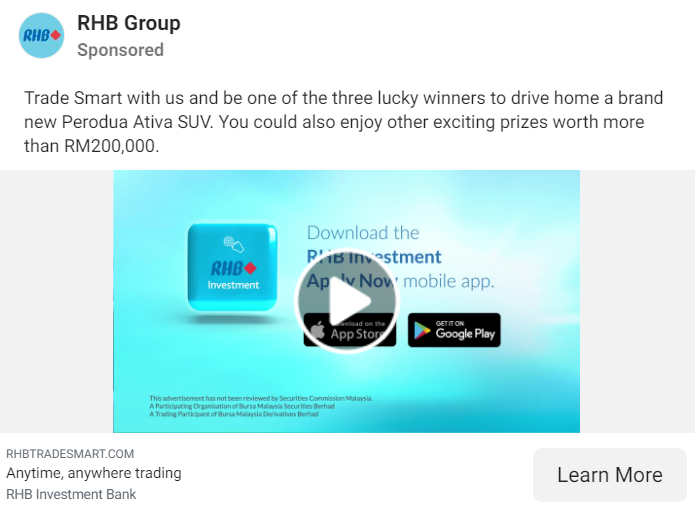 RHB
RHB Group
Sponsored
Trade Smart with us and be one of the three lucky winners to drive home a brand
new Perodua Ativa SUV. You could also enjoy other exciting prizes worth more
than RM200,000.
RHB
Investment
Download the
RHB Investment
Apply Now mobile app.
Download on the
App Store
GET IT ON
Google Play
This advertisement has not been reviewed by Securities Commission Malaysia.
A Participating Organisation of Bursa Malaysia Securities Berhad
A Trading Participant of Bursa Malaysia Derivatives Berhad
RHBTRADESMART.COM
Anytime, anywhere trading
RHB Investment Bank
Learn More